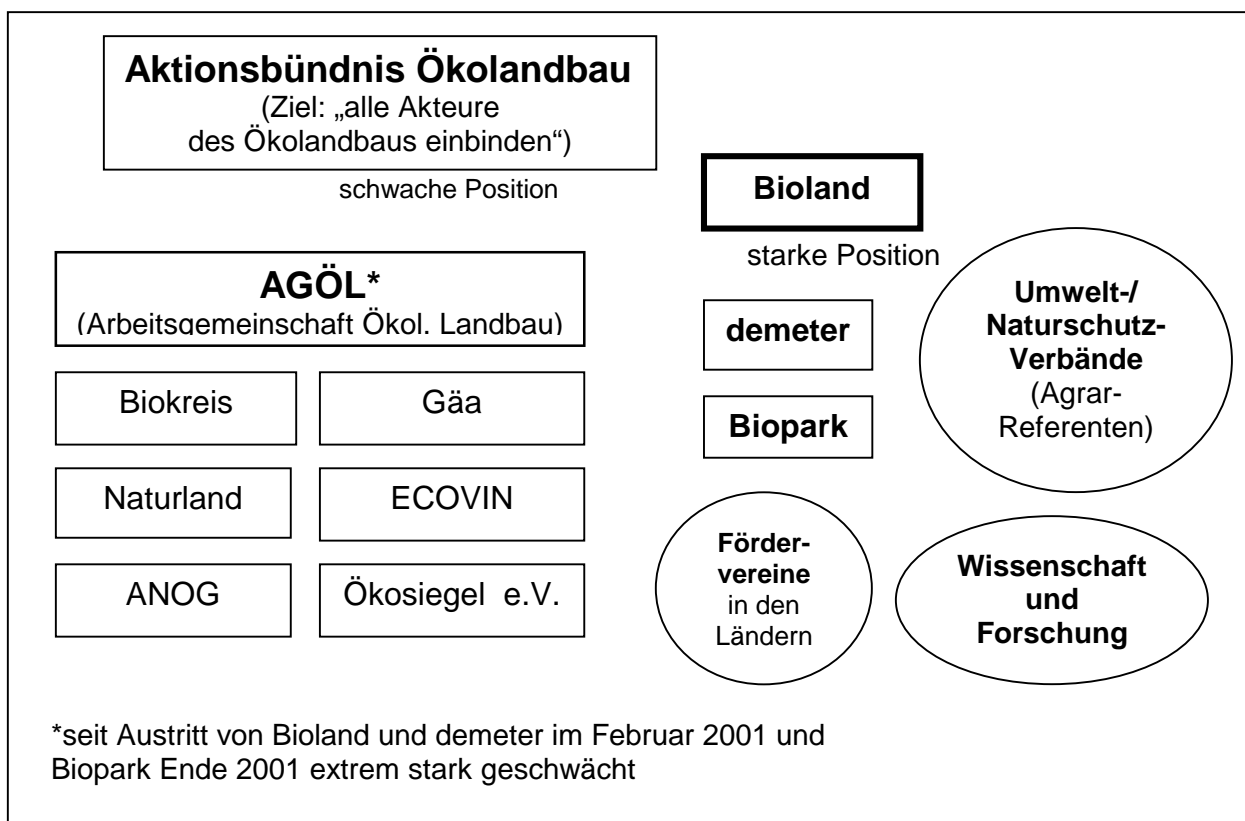 Aktionsbündnis Ökolandbau
(Ziel: „alle Akteure
des Ökolandbaus einbinden“)
schwache Position
Bioland
starke Position
AGÖL*
(Arbeitsgemeinschaft Ökol. Landbau)
Biokreis
Gäa
Naturland
ECOVIN
ANOG
Ökosiegel e.V.
demeter
Biopark
Umwelt-/
Naturschutz-
Verbände
(Agrar-
Referenten)
Förder-
vereine
in den
Ländern
Wissenschaft
und
Forschung
*seit Austritt von Bioland und demeter im Februar 2001 und
Biopark Ende 2001 extrem stark geschwächt